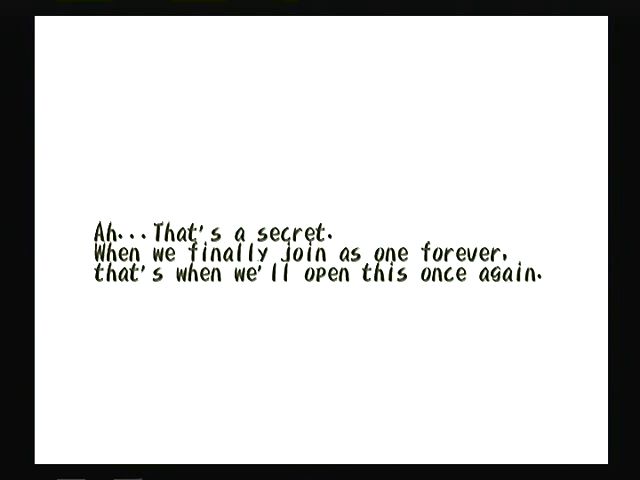 Ah...That's a secret.
When we finally join as one forever,
that's when we'll open this once again.